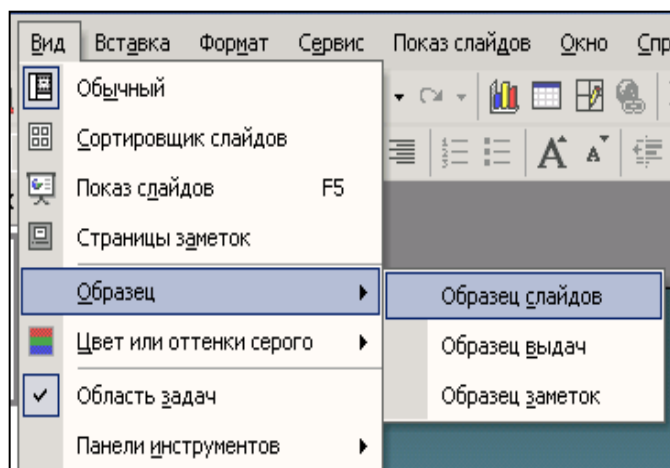 Вид Вставка Формат Сервис Показ слайдов Окно Спр
Обычный
Сортировщик слайдов
Показ слайдов F5
Страницы заметок
Образец
Образец слайдов
Цвет или оттенки серого
Образец выдач
Область задач
Образец заметок
Панели инструментов